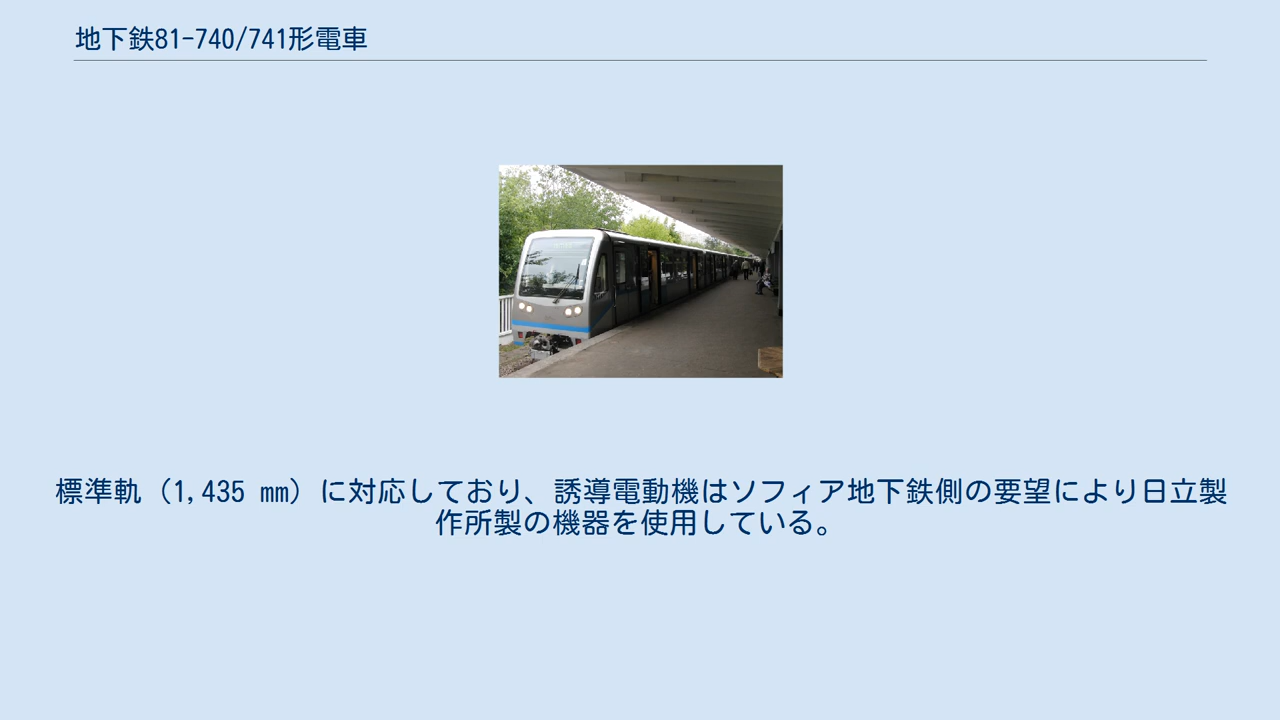 地下鉄81-740/741形電車
標準軌（1,435 mm）に対応しており、誘導電動機はソフィア地下鉄側の要望により日立製
作所製の機器を使用している。